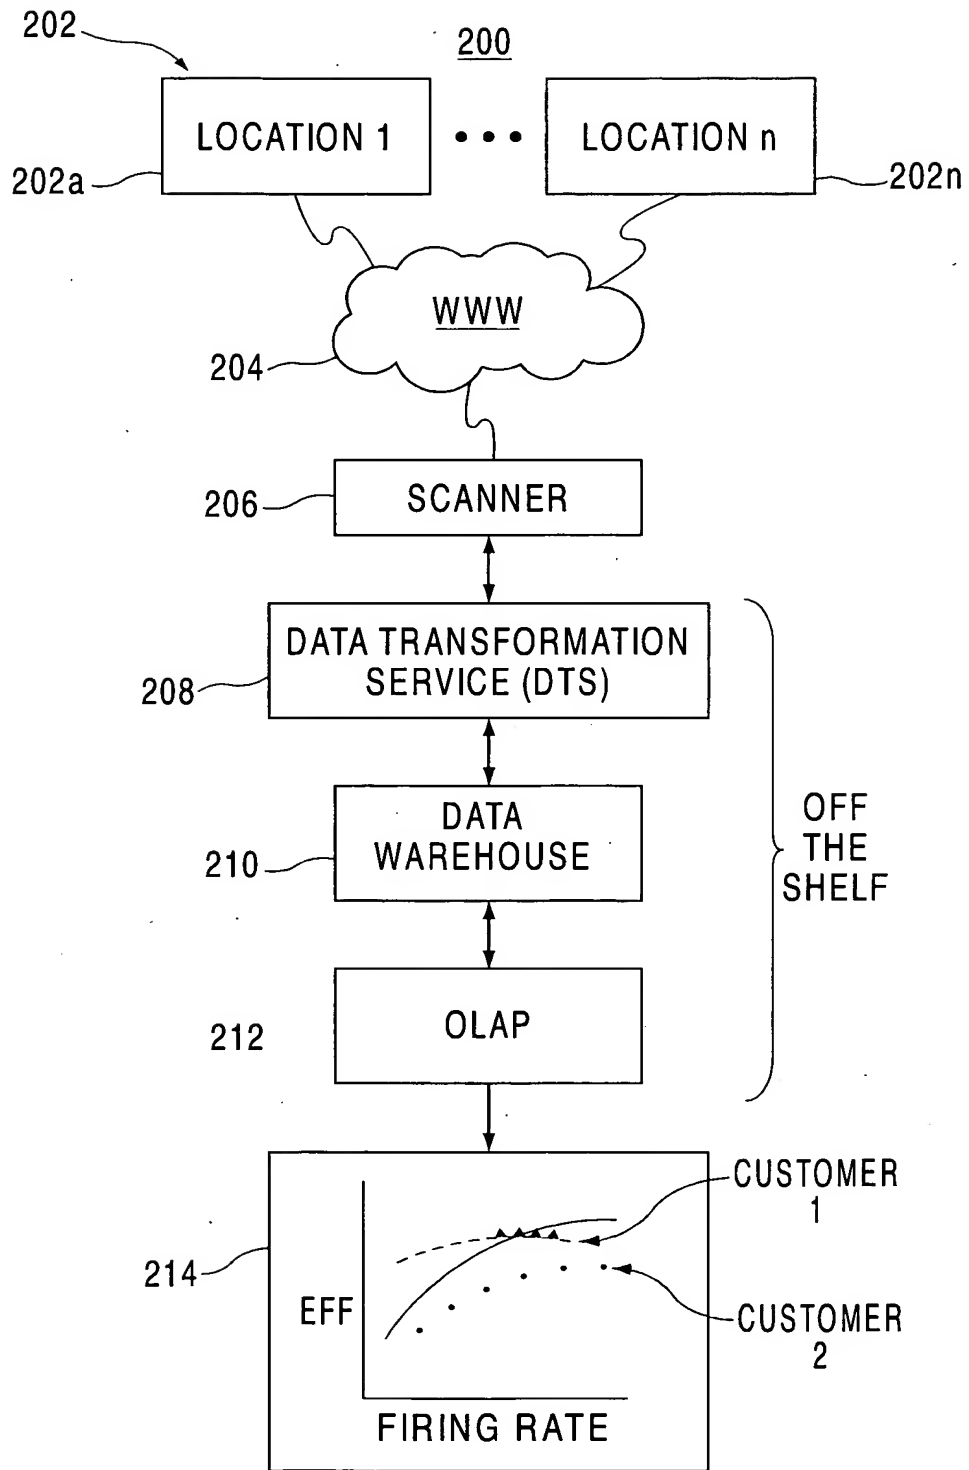 202
200
LOCATION 1
• • •
LOCATION n
202a
202n
WWW
204
SCANNER
206
DATA TRANSFORMATION
SERVICE (DTS)
208
DATA
WAREHOUSE
210
OFF
THE
SHELF
OLAP
212
CUSTOMER
1
214
EFF
CUSTOMER
2
FIRING RATE